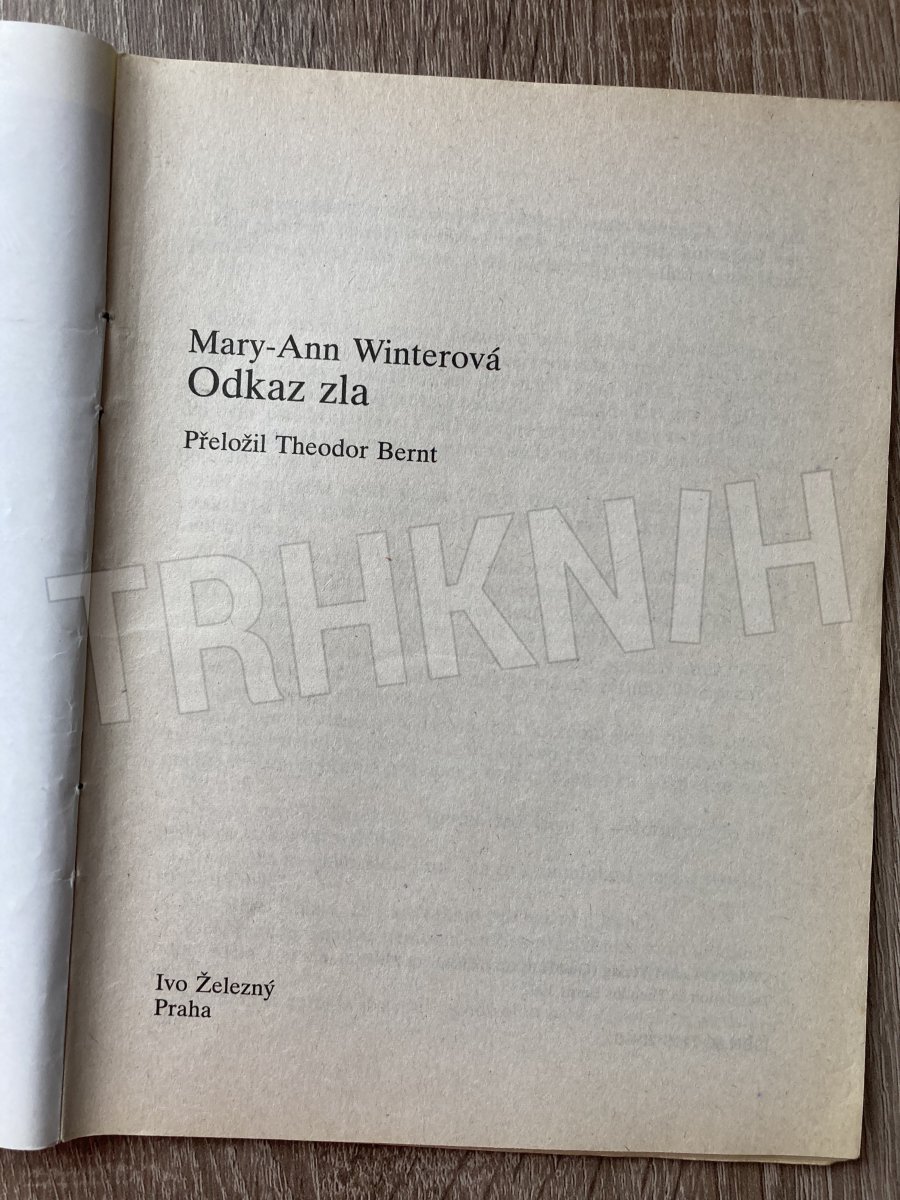 Mary-Ann Winterová
Odkaz zla
Přeložil Theodor Bernt
TRHKNIH
Ivo Železný
Praha